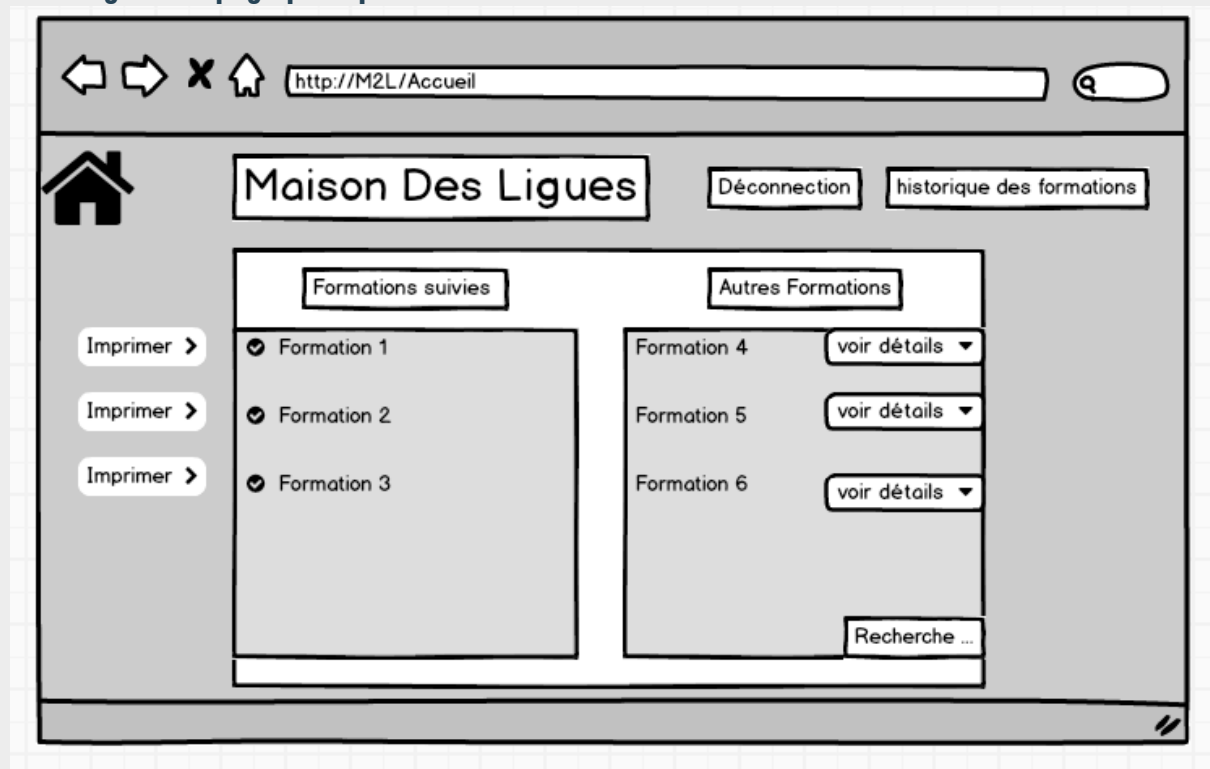 http://M2L/Accueil
Maison Des Ligues
Déconnection
historique des formations
Formations suivies
Autres Formations
Imprimer
Formation 1
Formation 4
voir détails
Imprimer
Formation 2
Formation 5
voir détails
Imprimer
Formation 3
Formation 6
voir détails
Recherche ...